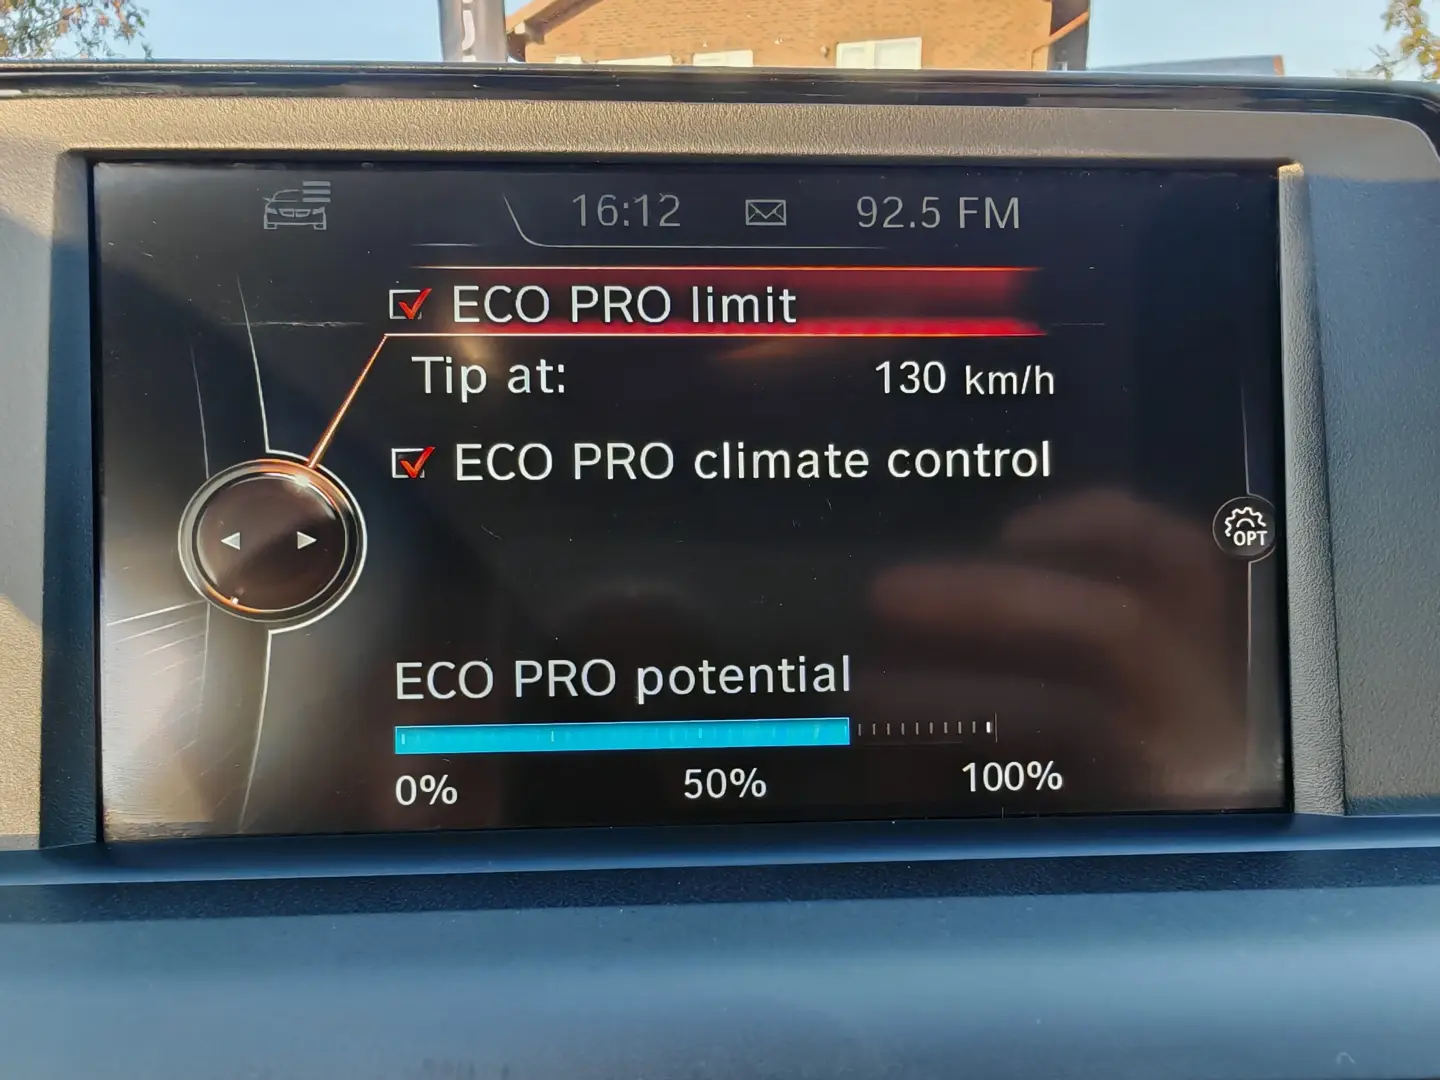 16:12 92.5 FM
ECO PRO limit
Tip at: 130 km/h
ECO PRO climate control
OPT
ECO PRO potential
0% 50% 100%